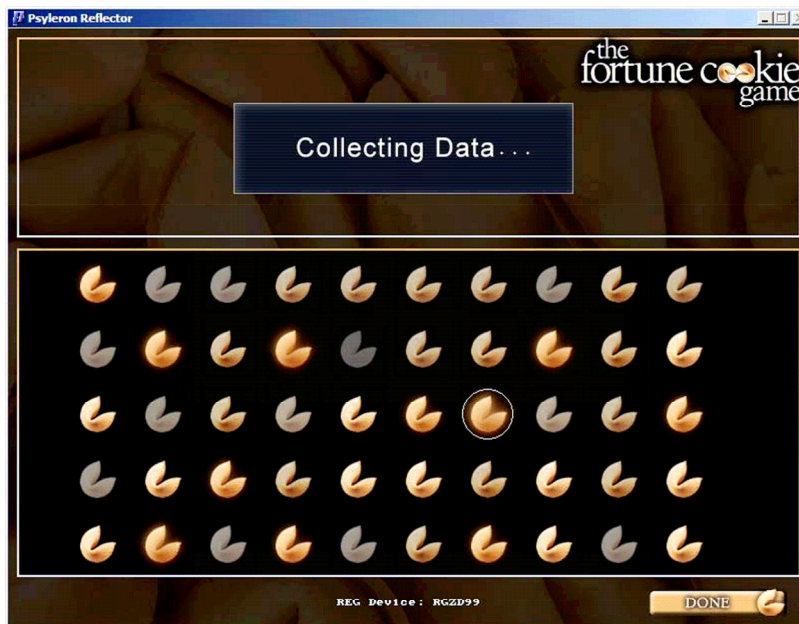 Psyleron Reflector
the
fortune cookie
game
Collecting Data...
REG Device: RGZD99
DONE